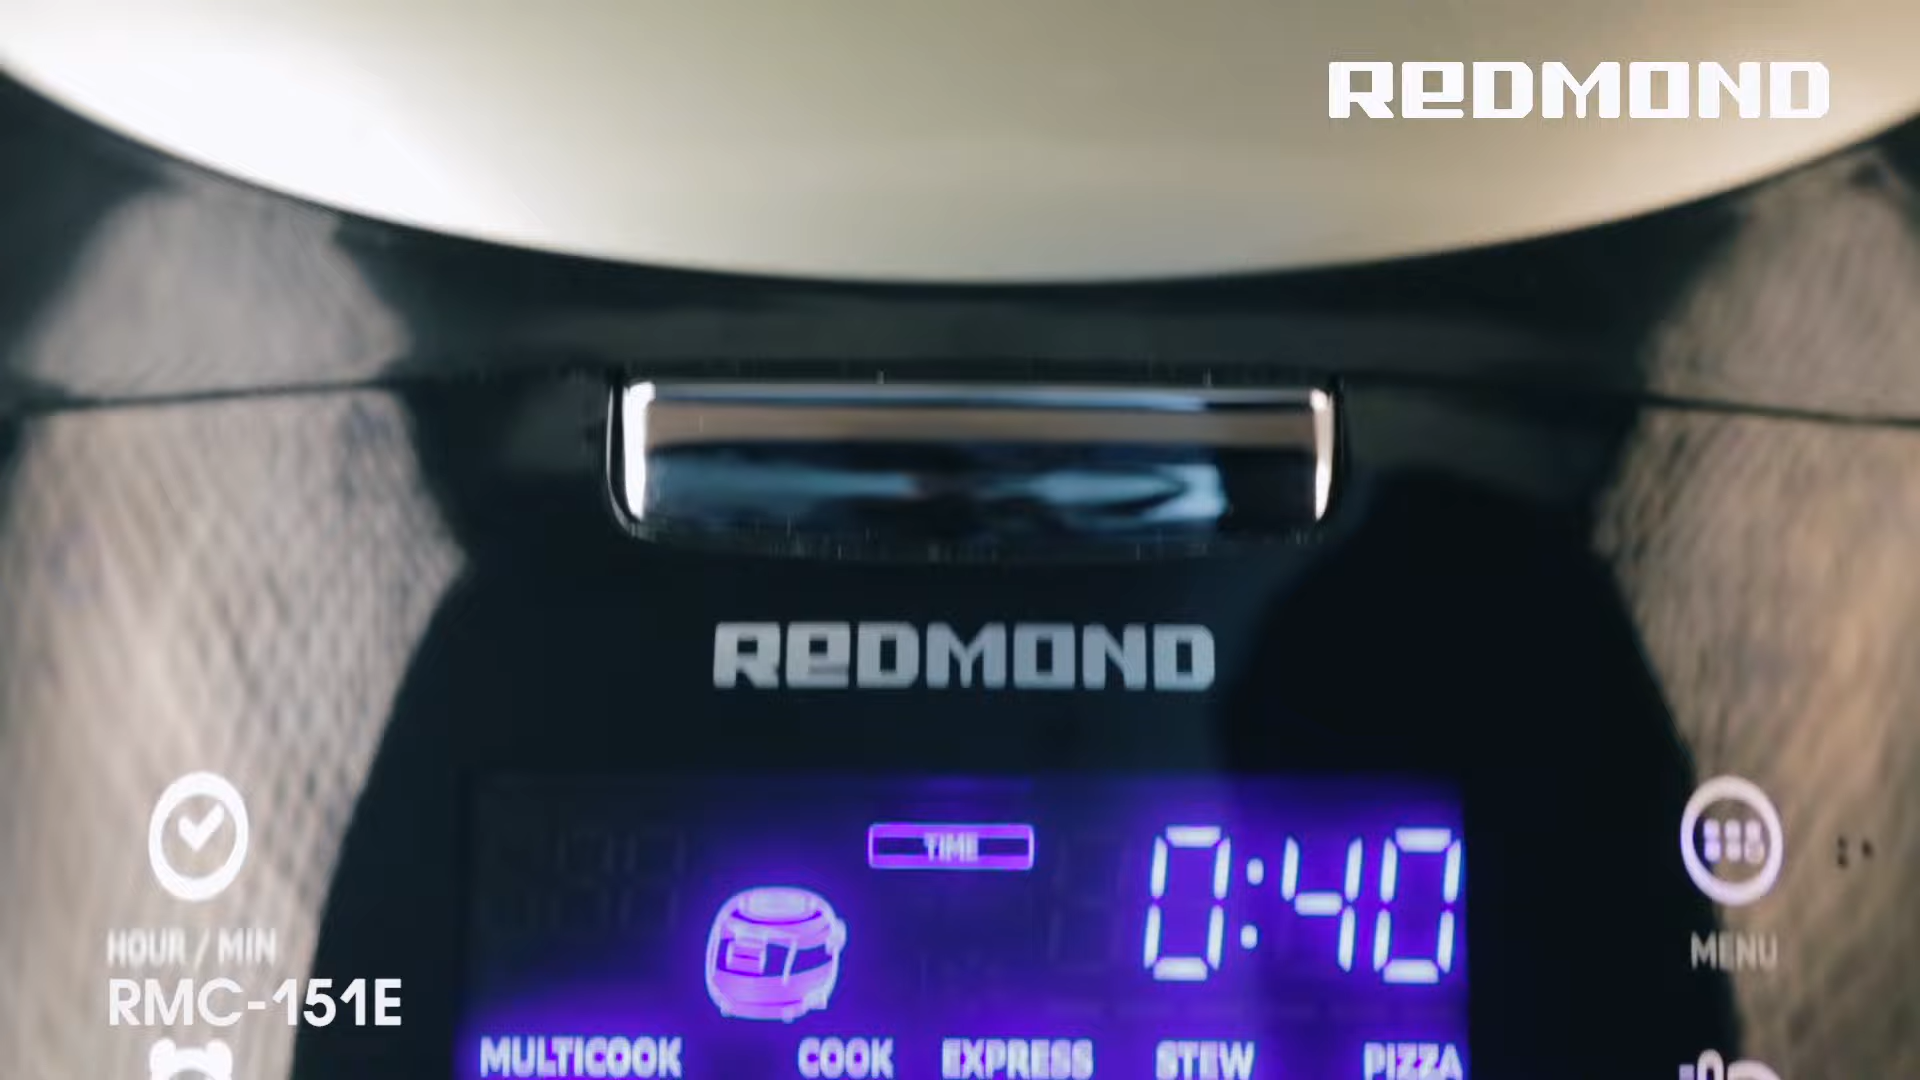 REDMOND
REDMOND
TIME
0:40
HOUR / MIN
MENU
RMC-151E
MULTICOOK COOK EXPRESS STEW PIZZA